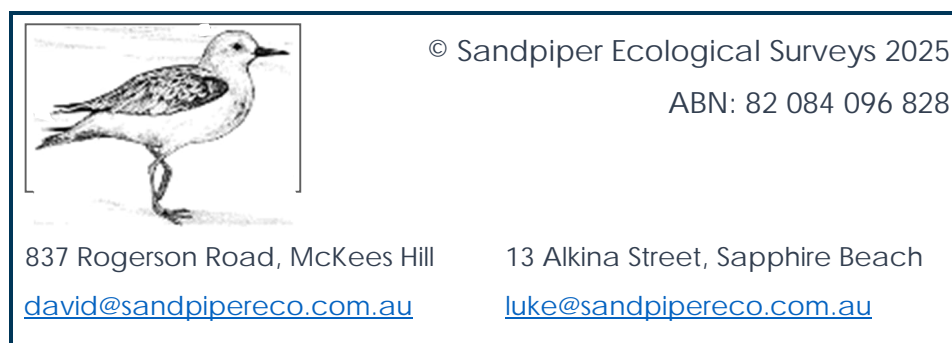 © Sandpiper Ecological Surveys 2025
ABN: 82 084 096 828
837 Rogerson Road, McKees Hill
13 Alkina Street, Sapphire Beach
david@sandpipereco.com.au
luke@sandpipereco.com.au